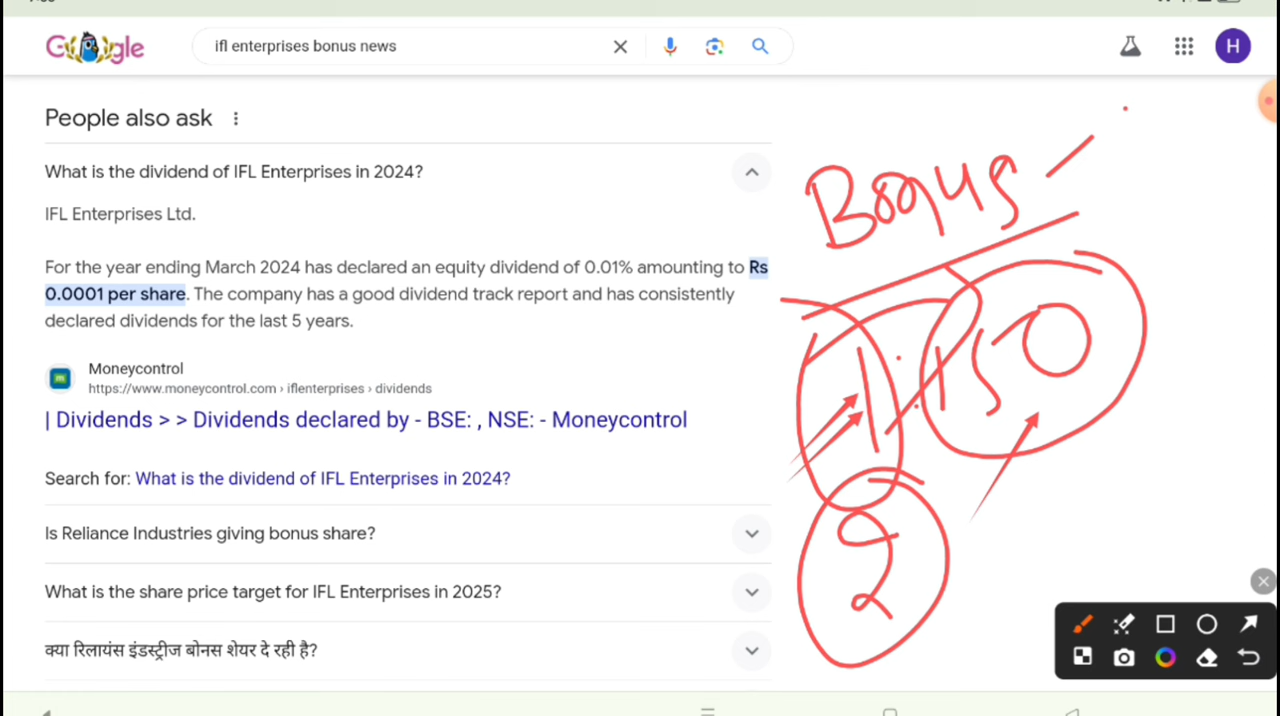 Google
ifl enterprises bonus news
H
People also ask
What is the dividend of IFL Enterprises in 2024?
IFL Enterprises Ltd.
For the year ending March 2024 has declared an equity dividend of 0.01% amounting to Rs
0.0001 per share. The company has a good dividend track report and has consistently
declared dividends for the last 5 years.
Moneycontrol
https://www.moneycontrol.com › iflenterprises › dividends
| Dividends > > Dividends declared by - BSE: , NSE: - Moneycontrol
Search for: What is the dividend of IFL Enterprises in 2024?
Is Reliance Industries giving bonus share?
What is the share price target for IFL Enterprises in 2025?
क्या रिलायंस इंडस्ट्रीज बोनस शेयर दे रही है?
Bonus -